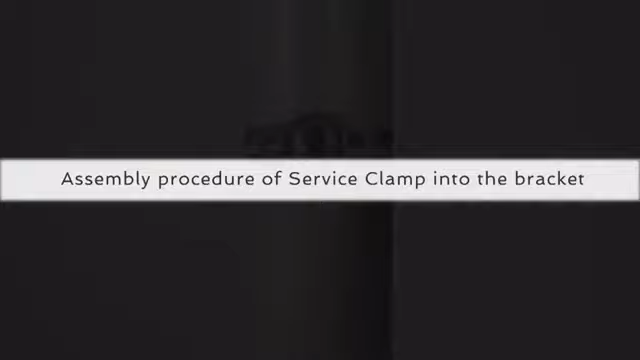 Assembly procedure of Service Clamp into the bracket